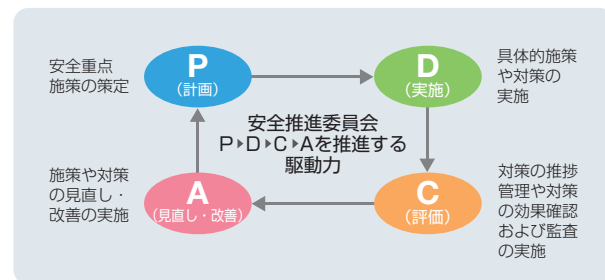 安全重点
施策の策定
P
(計画)
D
(実施)
具体的施策
や対策の
実施
安全推進委員会
P▶D▶C▶Aを推進する
駆動力
施策や対策
の見直し・
改善の実施
A
(見直し・改善)
C
(評価)
対策の推捗
管理や対策
の効果確認
および監査
の実施